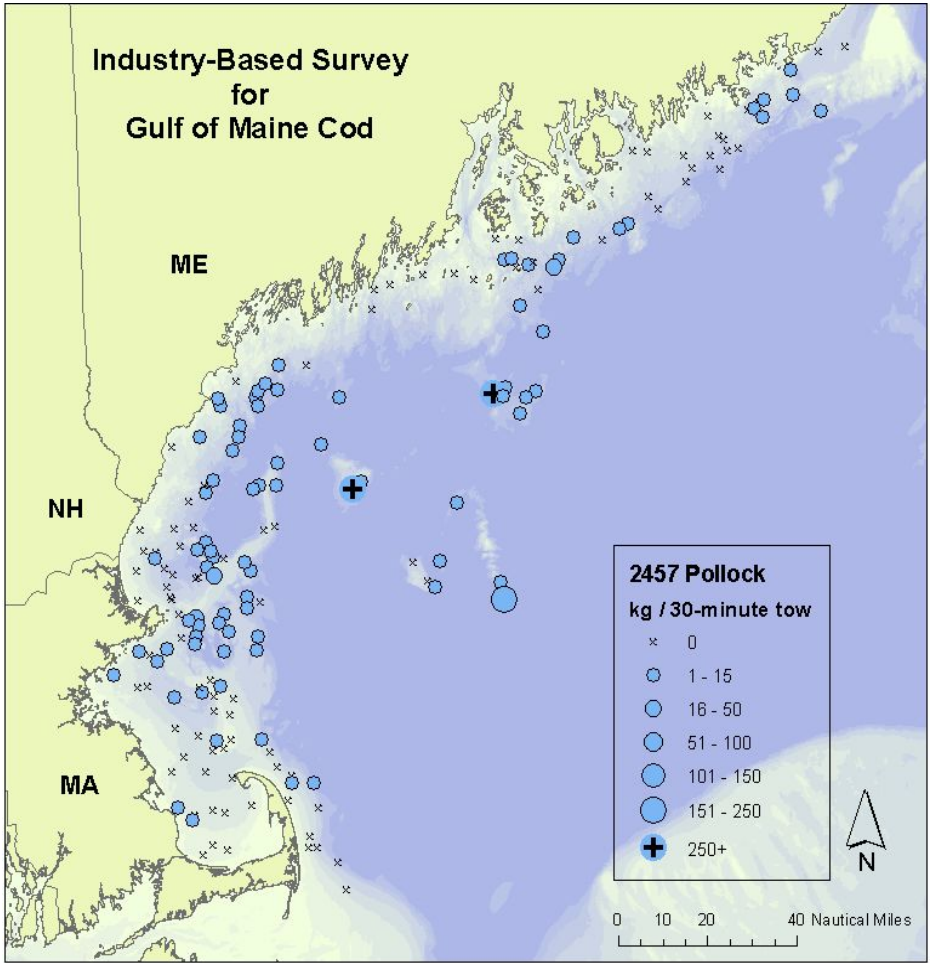 Industry-Based Survey
for
Gulf of Maine Cod
ME
NH
MA
2457 Pollock
kg / 30-minute tow
0
1 - 15
16 - 50
51 - 100
101 - 150
151 - 250
250+
N
0 10 20 40 Nautical Miles